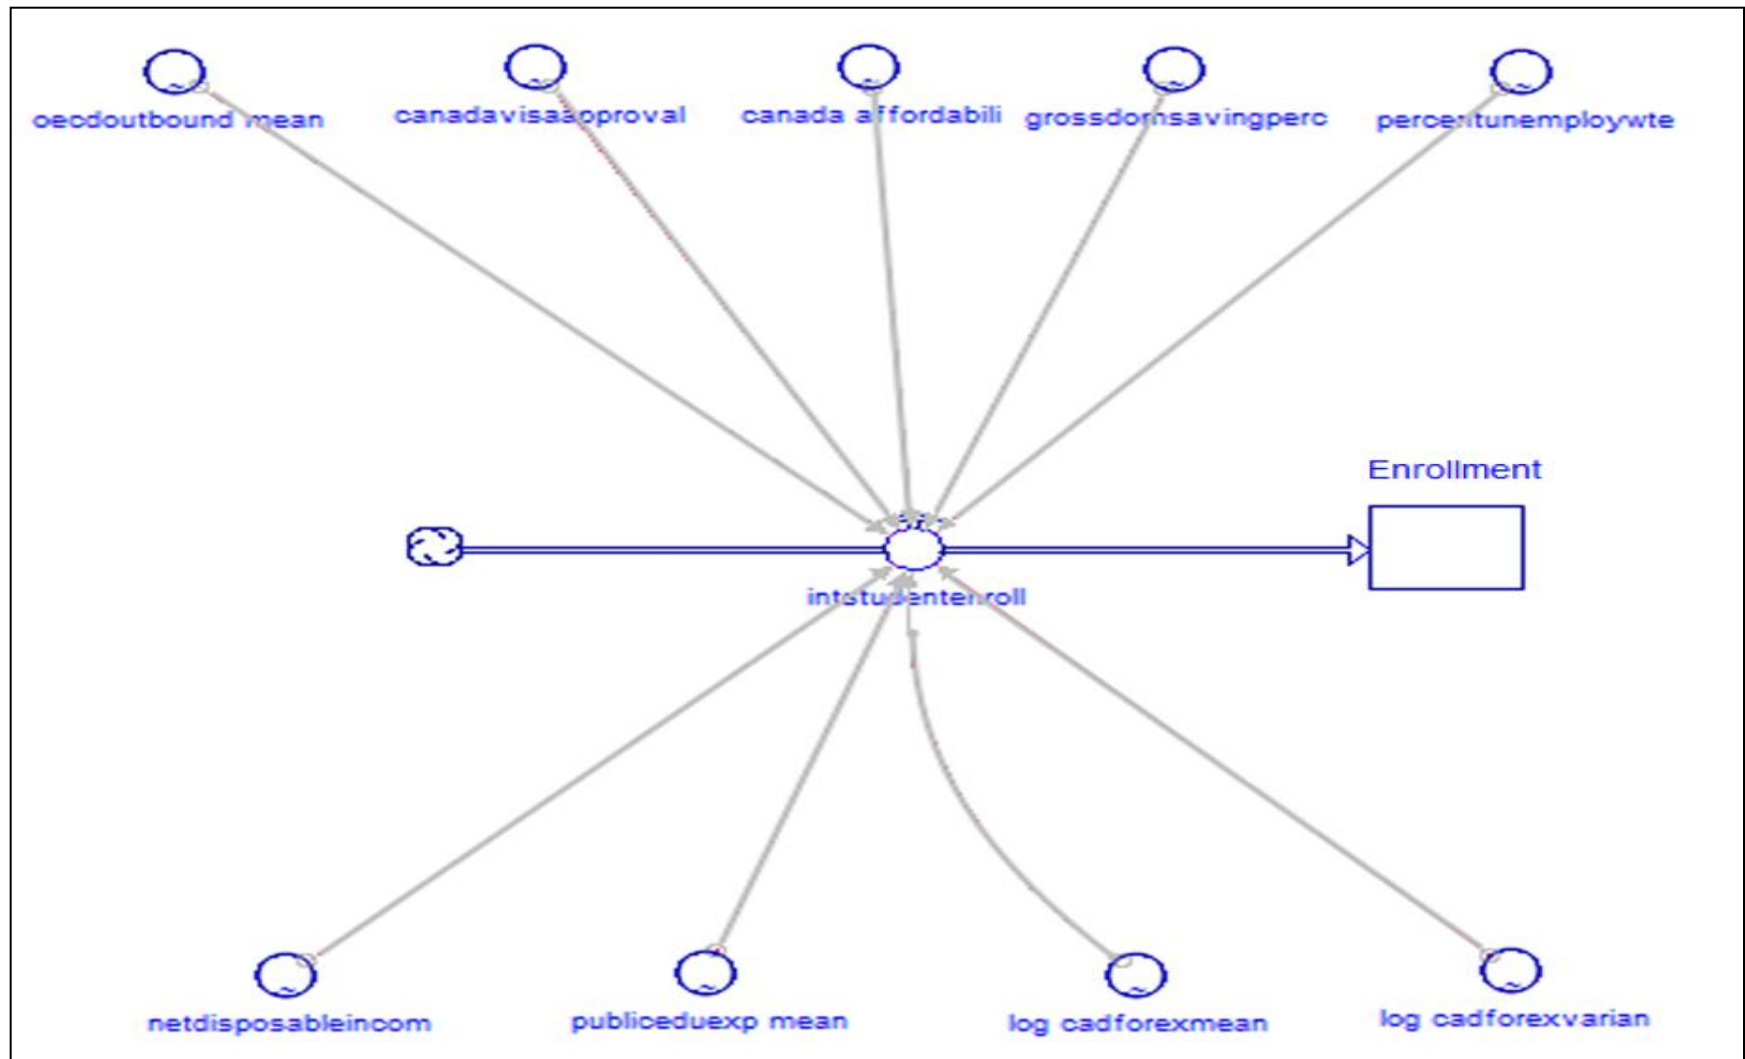 oecdoutbound mean
canadavisaapproval
canada affordabili
grossdomsavingperc
percentunemploywte
Enrollment
intstudentenroll
netdisposableincom
publiceduexp mean
log cadforexmean
log cadforexvarian